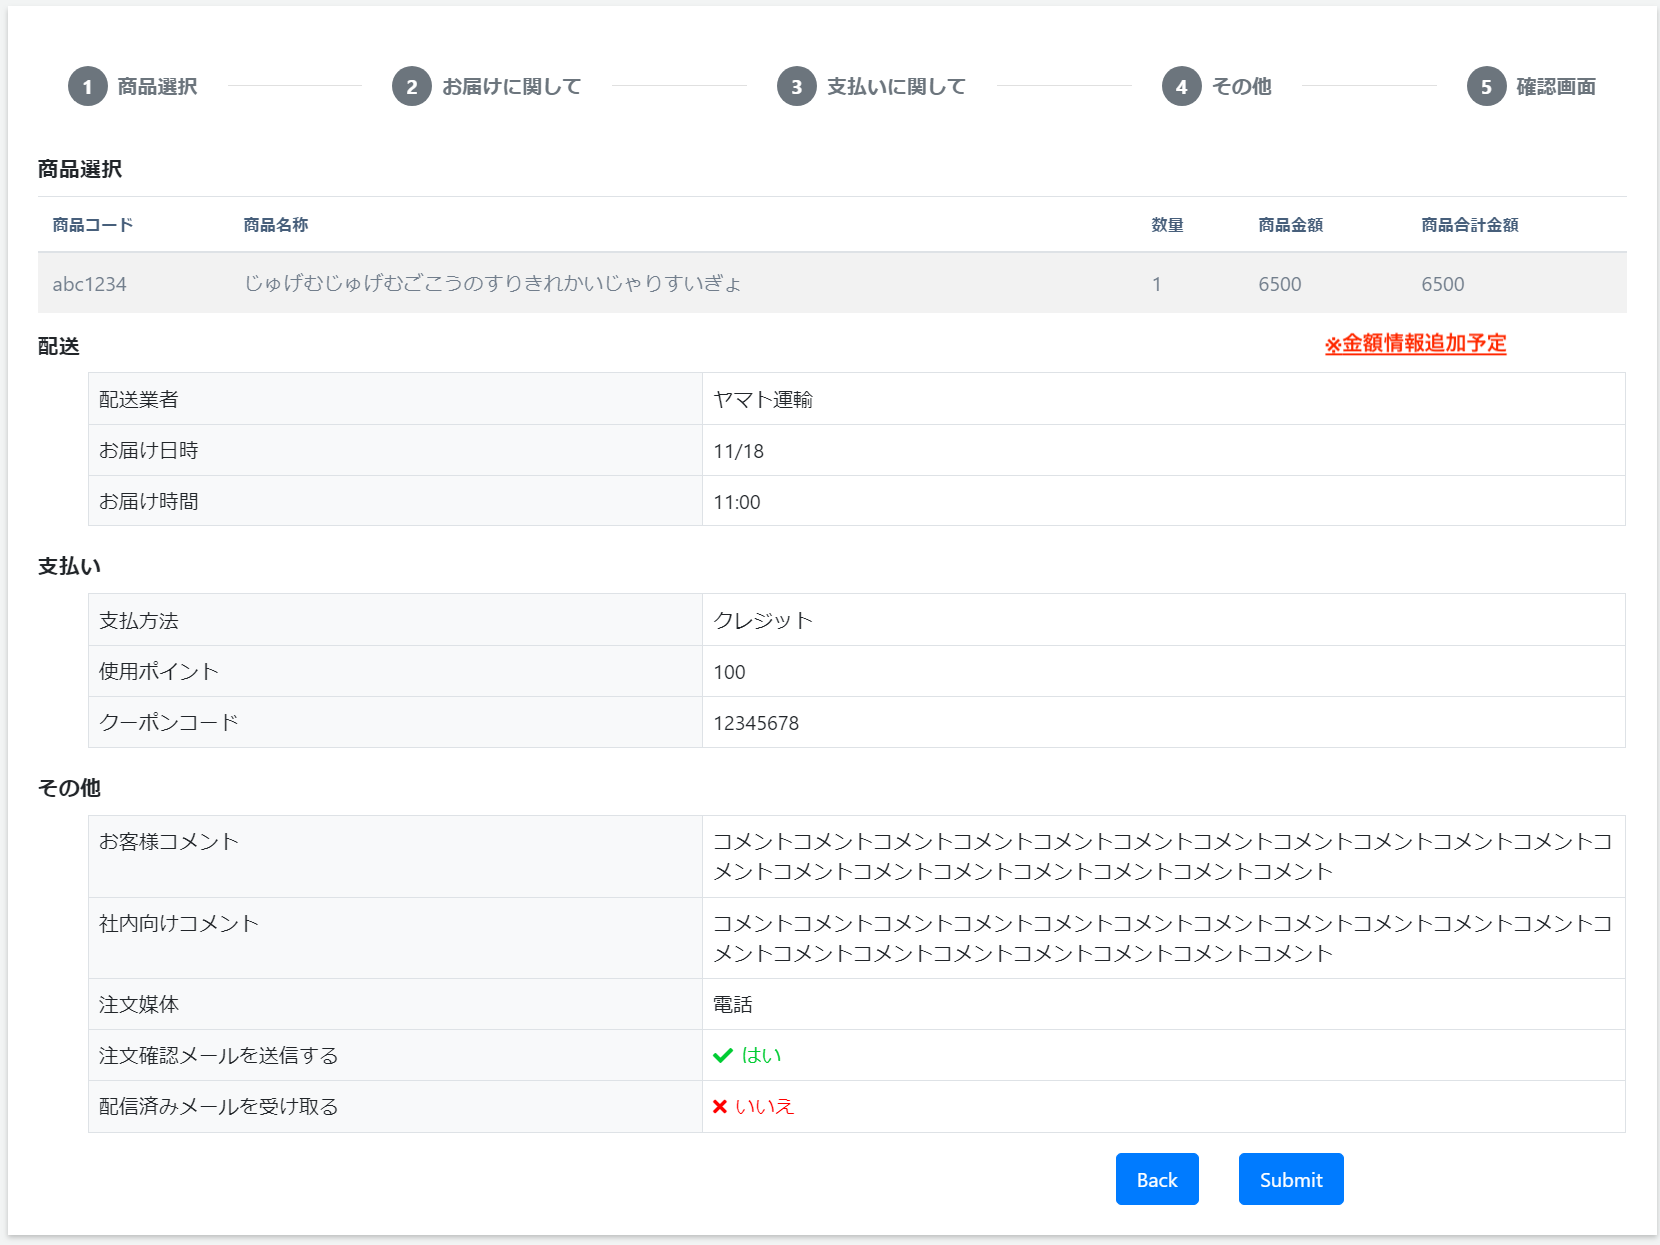 1 商品選択 2 お届けに関して 3 支払いに関して 4 その他 5 確認画面
商品選択
商品コード 商品名称 数量 商品金額 商品合計金額
abc1234 じゅげむじゅげむごこうのすりきれかいじゃりすいぎょ 1 6500 6500
配送 ※金額情報追加予定
配送業者 ヤマト運輸
お届け日時 11/18
お届け時間 11:00
支払い
支払方法 クレジット
使用ポイント 100
クーポンコード 12345678
その他
お客様コメント コメントコメントコメントコメントコメントコメントコメントコメントコメントコメントコメントコ
メントコメントコメントコメントコメントコメントコメントコメント
社内向けコメント コメントコメントコメントコメントコメントコメントコメントコメントコメントコメントコメントコ
メントコメントコメントコメントコメントコメントコメントコメント
注文媒体 電話
注文確認メールを送信する はい
配信済みメールを受け取る いいえ
Back Submit